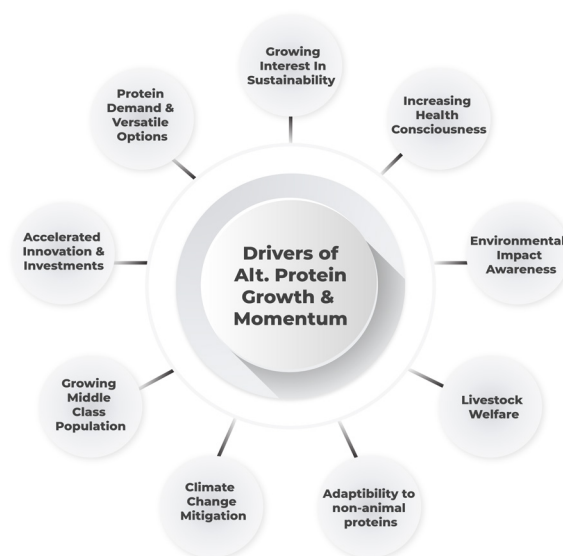 Growing
Interest In
Sustainability
Increasing
Health
Consciousness
Environmental
Impact
Awareness
Livestock
Welfare
Adaptibility to
non-animal
proteins
Climate
Change
Mitigation
Growing
Middle
Class
Population
Accelerated
Innovation &
Investments
Protein
Demand &
Versatile
Options
Drivers of
Alt. Protein
Growth &
Momentum